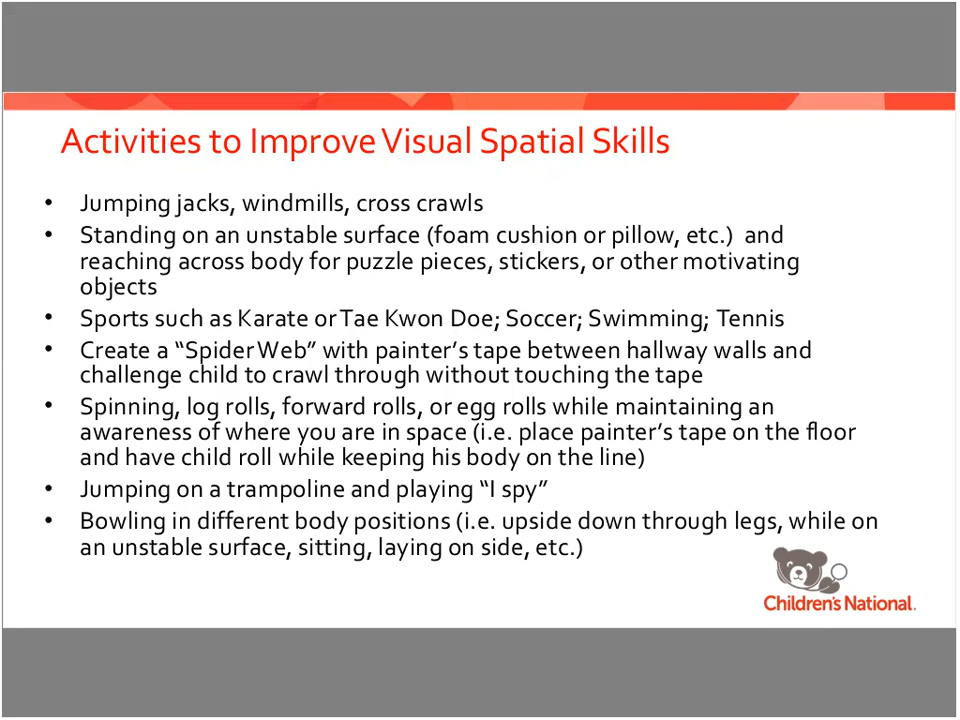 Activities to Improve Visual Spatial Skills
• Jumping jacks, windmills, cross crawls
• Standing on an unstable surface (foam cushion or pillow, etc.) and
reaching across body for puzzle pieces, stickers, or other motivating
objects
• Sports such as Karate or Tae Kwon Doe; Soccer; Swimming; Tennis
• Create a “Spider Web” with painter’s tape between hallway walls and
challenge child to crawl through without touching the tape
• Spinning, log rolls, forward rolls, or egg rolls while maintaining an
awareness of where you are in space (i.e. place painter’s tape on the floor
and have child roll while keeping his body on the line)
• Jumping on a trampoline and playing “I spy”
• Bowling in different body positions (i.e. upside down through legs, while on
an unstable surface, sitting, laying on side, etc.)
Children’s National.